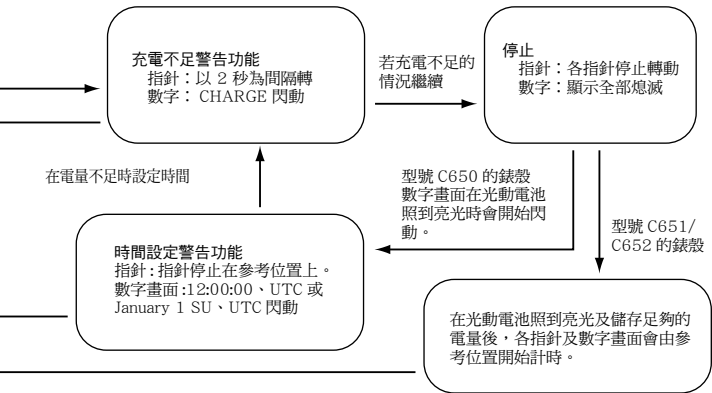 充電不足警告功能
指針：以 2 秒為間隔轉
數字： CHARGE 閃動
若充電不足的
情況繼續
停止
指針：各指針停止轉動
數字：顯示全部熄滅
在電量不足時設定時間
型號 C650 的錶殼
數字畫面在光動電池
照到亮光時會開始閃
動。
型號 C651/
C652 的錶殼
時間設定警告功能
指針：指針停止在參考位置上。
數字畫面：12:00:00、UTC 或
January 1 SU、UTC 閃動
在光動電池照到亮光及儲存足夠的
電量後，各指針及數字畫面會由參
考位置開始計時。